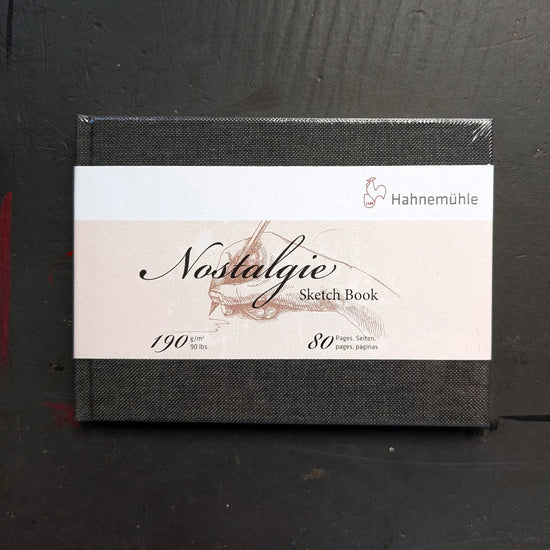 Hahnemühle
Nostalgie
Sketch Book
190 g/m²
90 lbs
80 Pages, Seiten,
pages, páginas